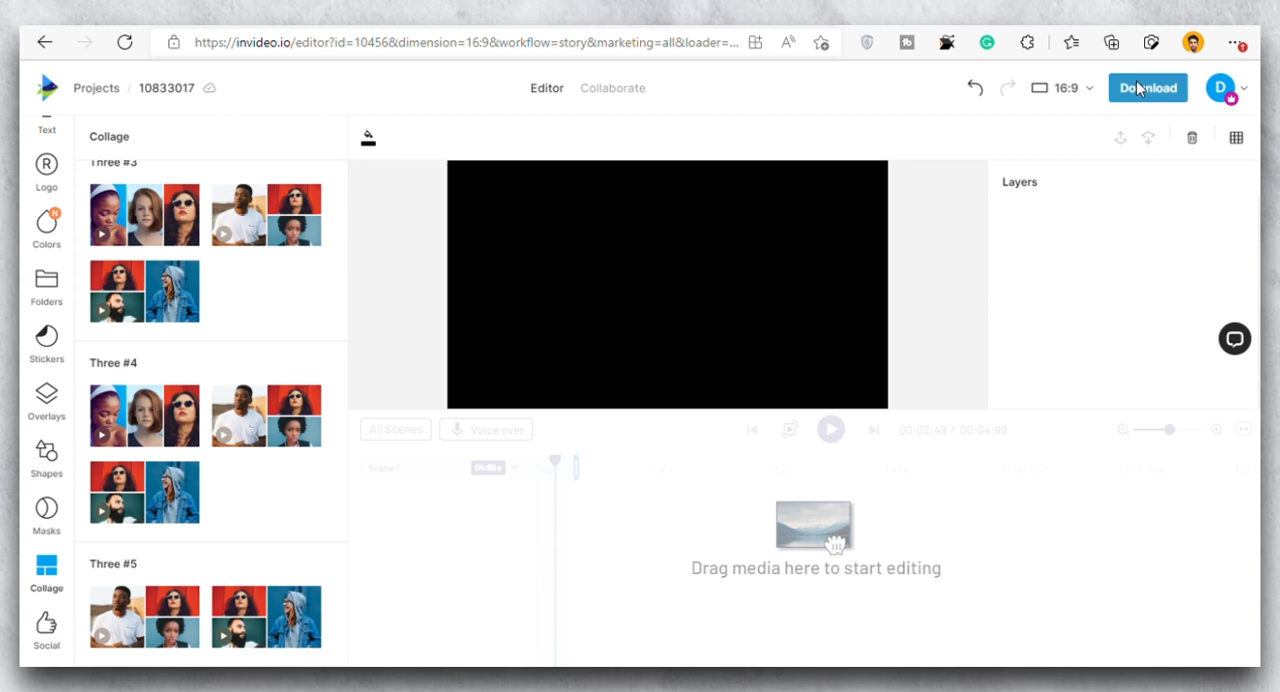 https://invideo.io/editor?id=10456&dimension=16:9&workflow=story&marketing=all&loader=...
Projects / 10833017
Editor
Collaborate
16:9
Download
D
Text
Collage
Layers
Three #3
Logo
Colors
N
Folders
Three #4
Stickers
Overlays
All Scenes
Voice over
00:02:49 / 00:04:99
Shapes
Scene 1
Masks
Drag media here to start editing
Three #5
Collage
Social